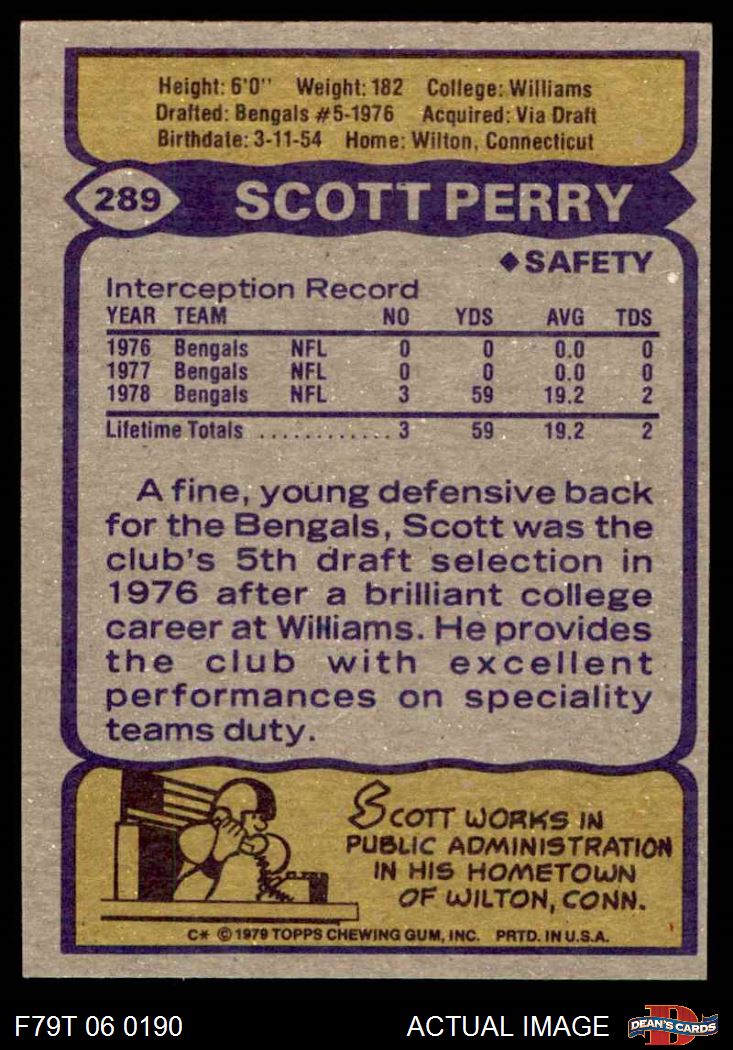 Height: 6'0'' Weight: 182 College: Williams
Drafted: Bengals #5-1976 Acquired: Via Draft
Birthdate: 3-11-54 Home: Wilton, Connecticut
289 SCOTT PERRY
◆SAFETY
Interception Record
YEAR TEAM NO YDS AVG TDS
1976 Bengals NFL 0 0 0.0 0
1977 Bengals NFL 0 0 0.0 0
1978 Bengals NFL 3 59 19.2 2
Lifetime Totals ............ 3 59 19.2 2
A fine, young defensive back
for the Bengals, Scott was the
club's 5th draft selection in
1976 after a brilliant college
career at Williams. He provides
the club with excellent
performances on speciality
teams duty.
SCOTT WORKS IN
PUBLIC ADMINISTRATION
IN HIS HOMETOWN
OF WILTON, CONN.
C* © 1979 TOPPS CHEWING GUM, INC. PRTD. IN U.S.A.
F79T 06 0190 ACTUAL IMAGE D DEAN'S CARDS